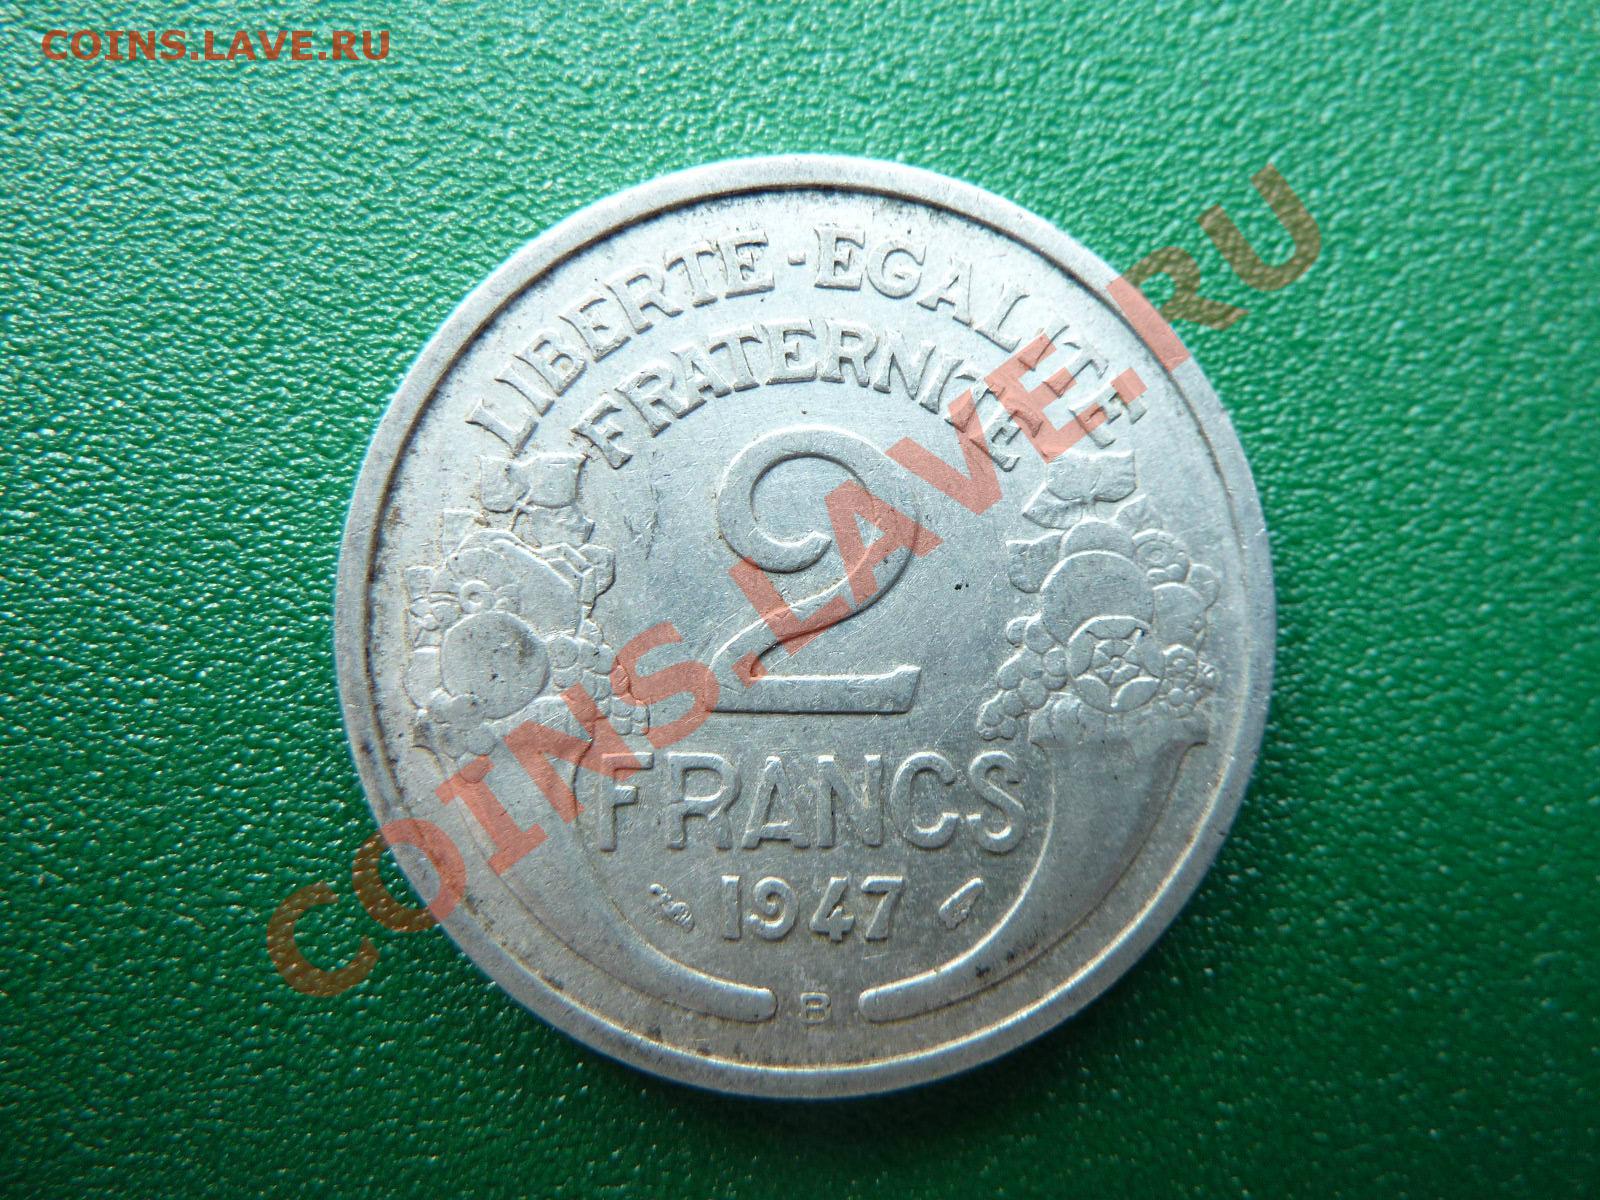 COINS.LAVE.RU
LIBERTE - EGALITE
FRATERNITE
2
FRANCS
1947
B
COINS.LAVE.RU